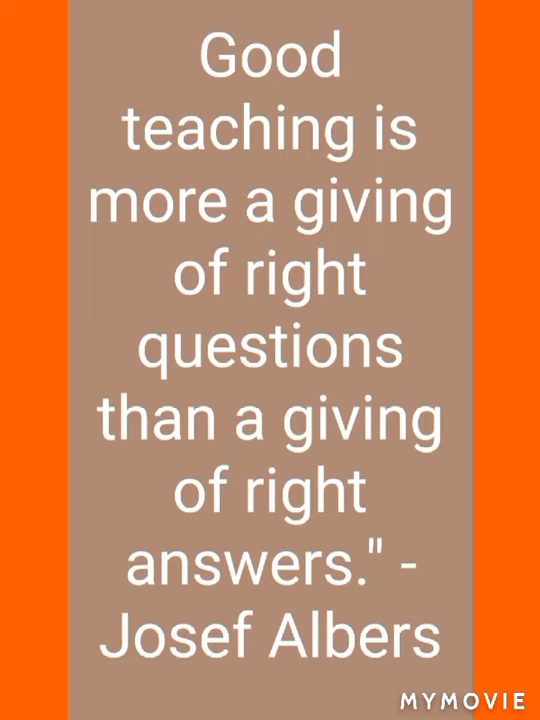 Good
teaching is
more a giving
of right
questions
than a giving
of right
answers." -
Josef Albers
MYMOVIE